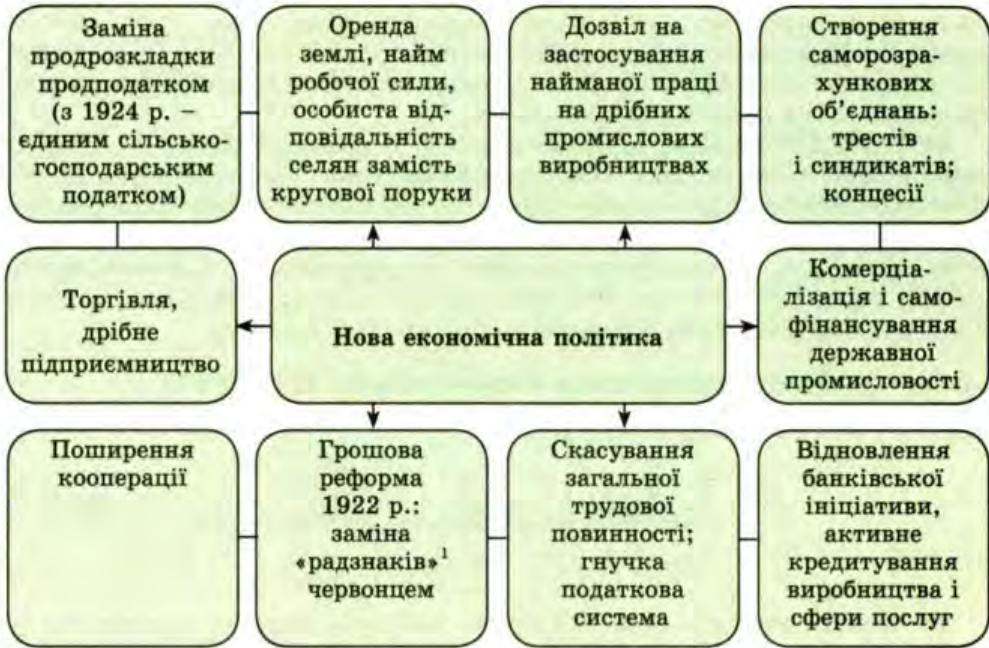 Заміна
продрозкладки
продподатком
(з 1924 р. –
єдиним сільсько-
господарським
податком)
Оренда
землі, найм
робочої сили,
особиста від-
повідальність
селян замість
кругової поруки
Дозвіл на
застосування
найманої праці
на дрібних
промислових
виробництвах
Створення
саморозра-
хункових
об’єднань:
трестів
і синдикатів;
концесії
Торгівля,
дрібне
підприємництво
Нова економічна політика
Комерціа-
лізація і само-
фінансування
державної
промисловості
Поширення
кооперації
Грошова
реформа
1922 р.:
заміна
«радзнаків»¹
червонцем
Скасування
загальної
трудової
повинності;
гнучка
податкова
система
Відновлення
банківської
ініціативи,
активне
кредитування
виробництва і
сфери послуг